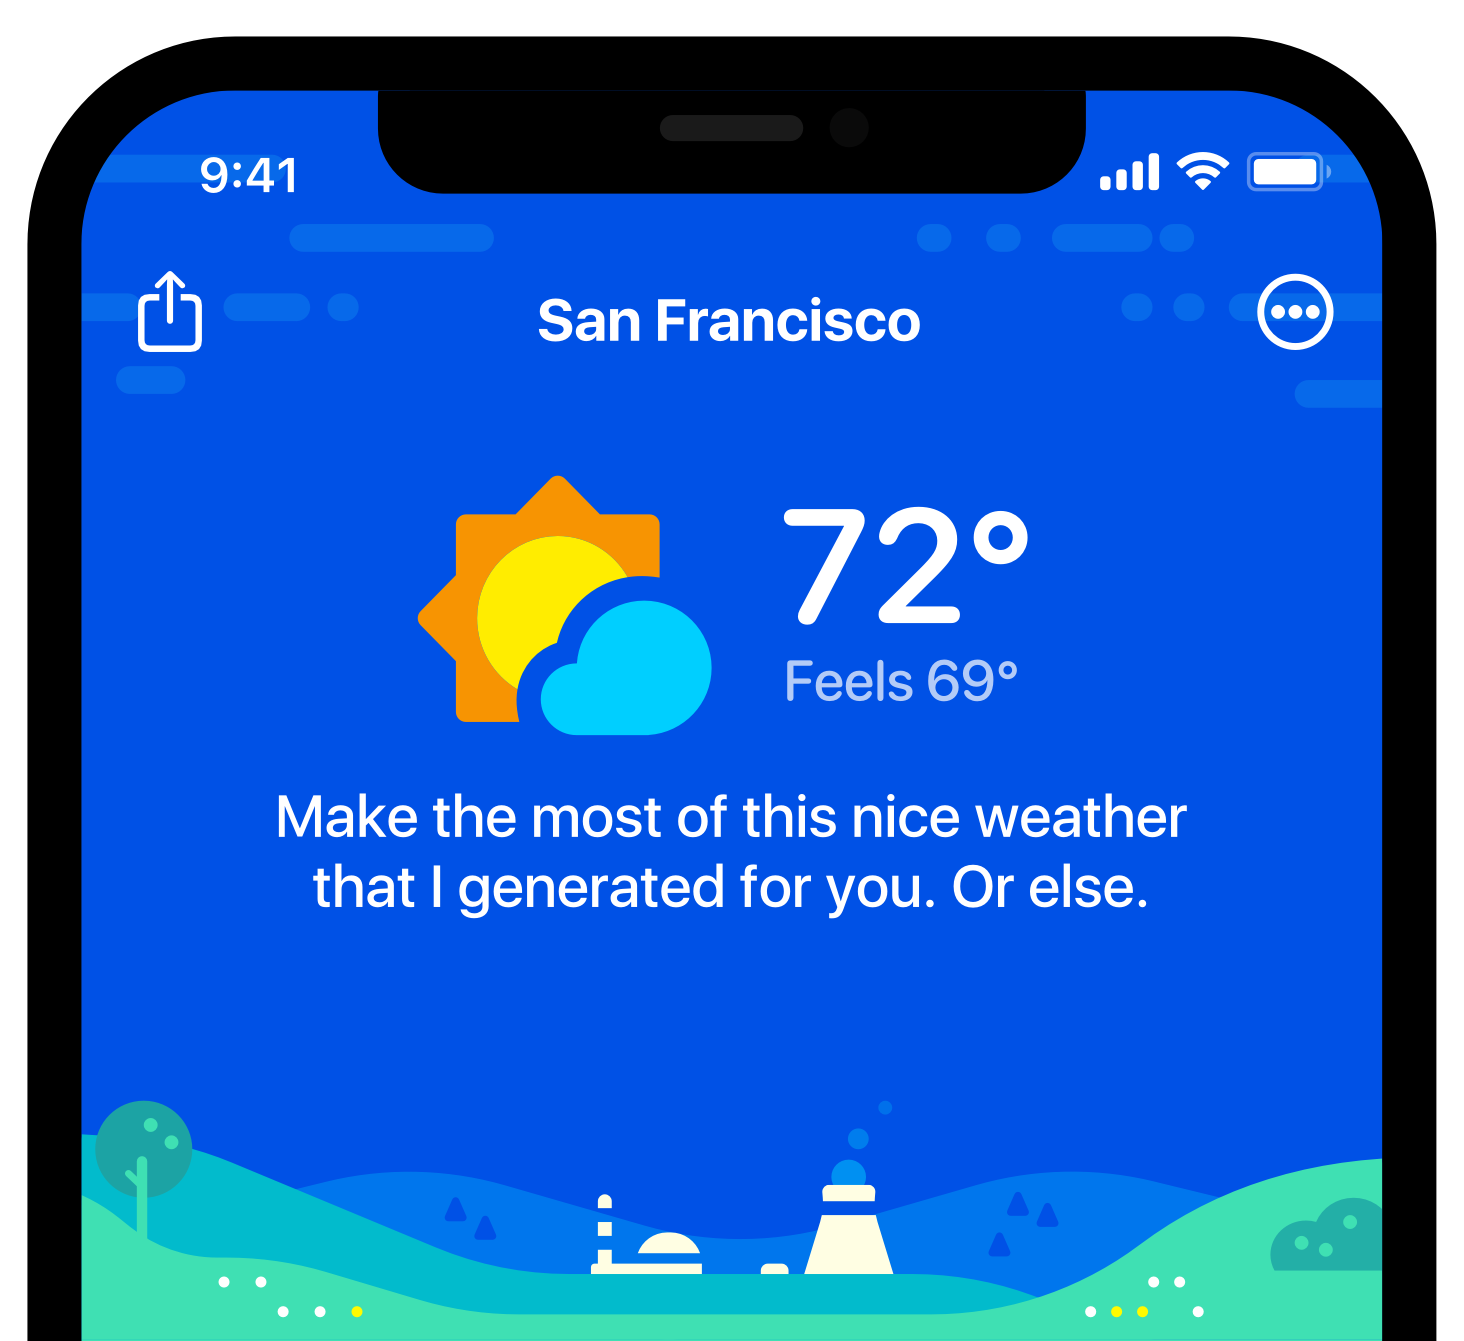 9:41
San Francisco
72°
Feels 69°
Make the most of this nice weather
that I generated for you. Or else.